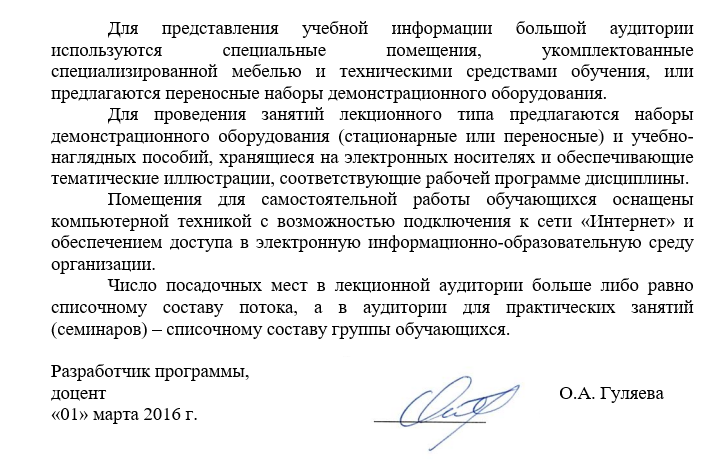 Для представления учебной информации большой аудитории
используются специальные помещения, укомплектованные
специализированной мебелью и техническими средствами обучения, или
предлагаются переносные наборы демонстрационного оборудования.
Для проведения занятий лекционного типа предлагаются наборы
демонстрационного оборудования (стационарные или переносные) и учебно-
наглядных пособий, хранящиеся на электронных носителях и обеспечивающие
тематические иллюстрации, соответствующие рабочей программе дисциплины.
Помещения для самостоятельной работы обучающихся оснащены
компьютерной техникой с возможностью подключения к сети «Интернет» и
обеспечением доступа в электронную информационно-образовательную среду
организации.
Число посадочных мест в лекционной аудитории больше либо равно
списочному составу потока, а в аудитории для практических занятий
(семинаров) – списочному составу группы обучающихся.
Разработчик программы,
доцент О.А. Гуляева
«01» марта 2016 г.